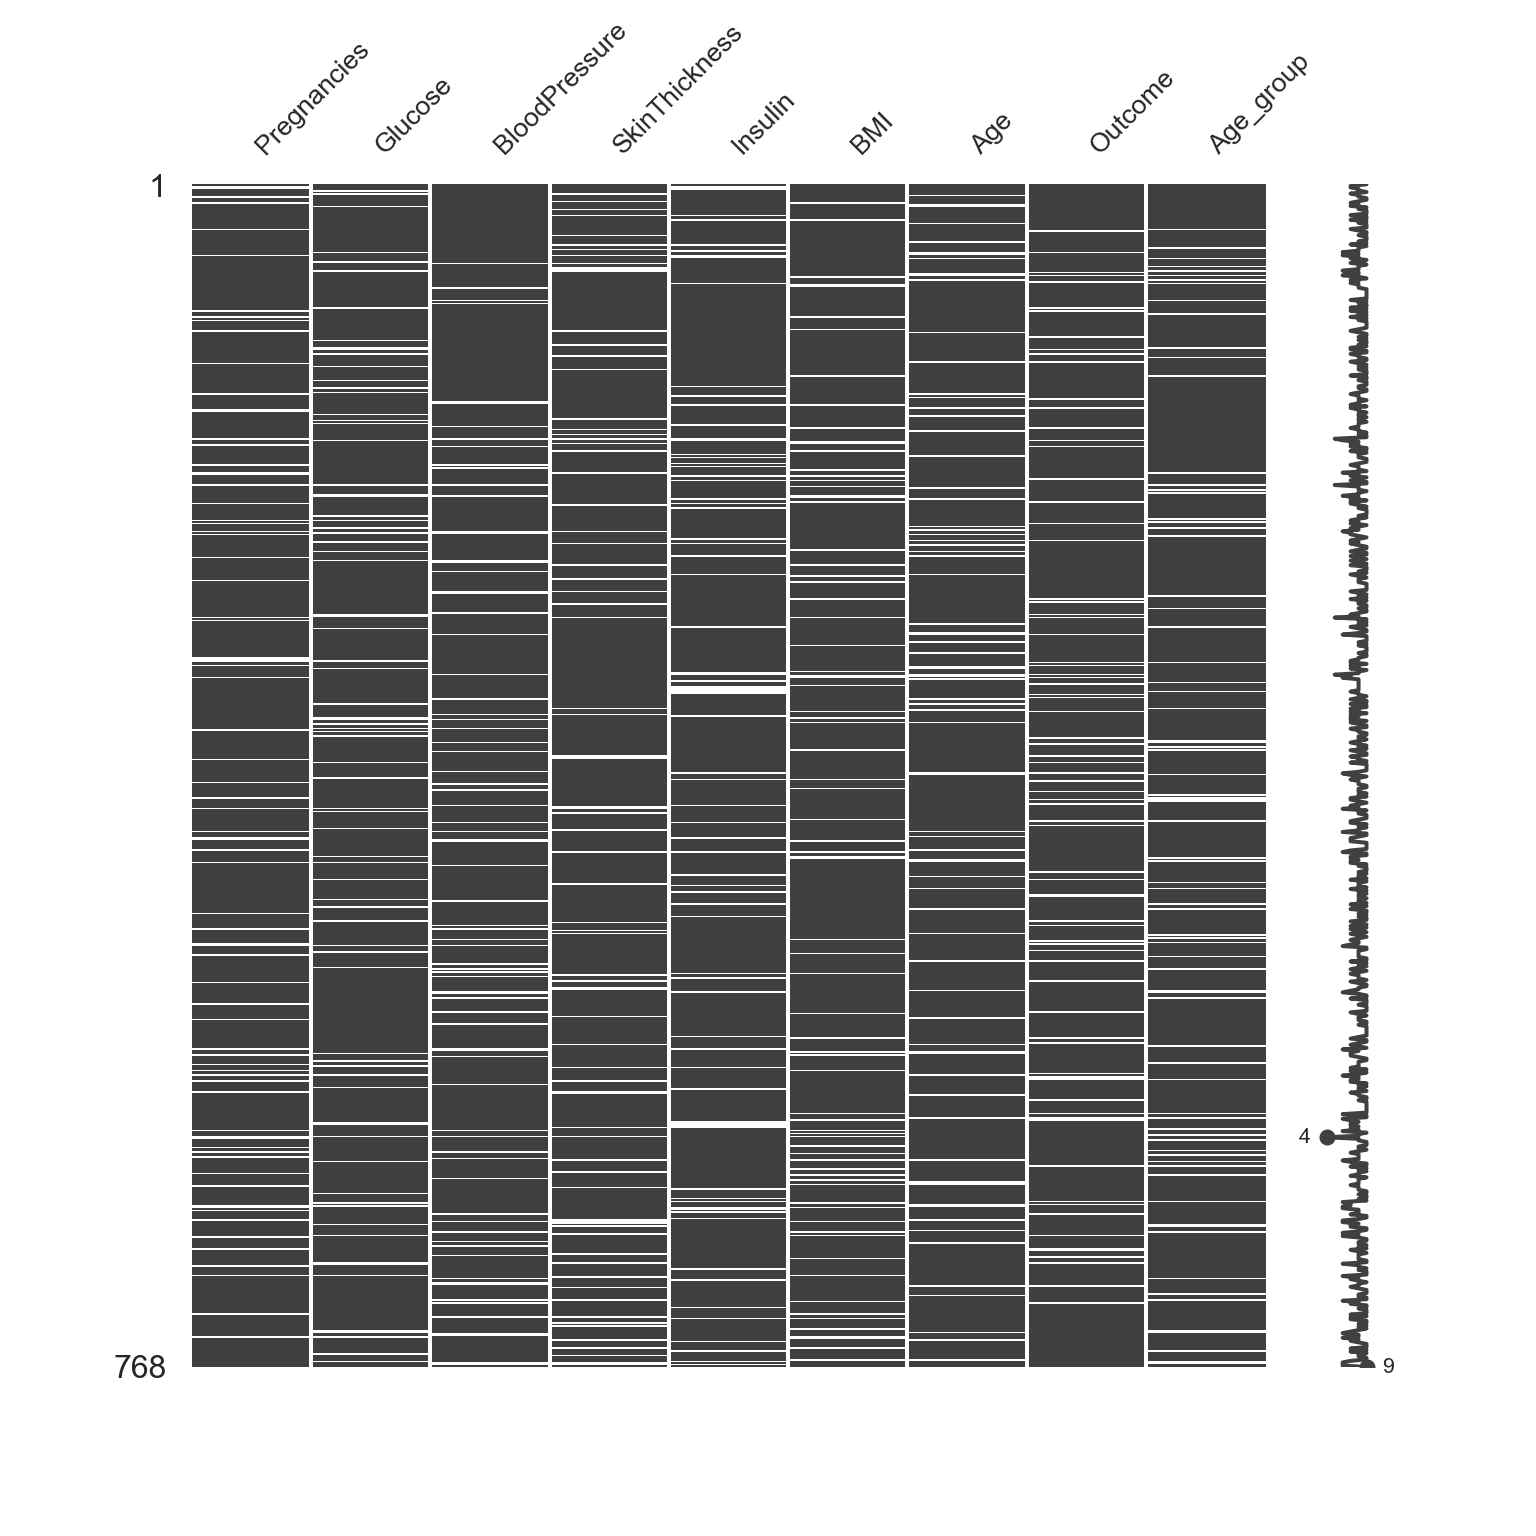 Pregnancies
Glucose
BloodPressure
SkinThickness
Insulin
BMI
Age
Outcome
Age_group
1
4
768
9